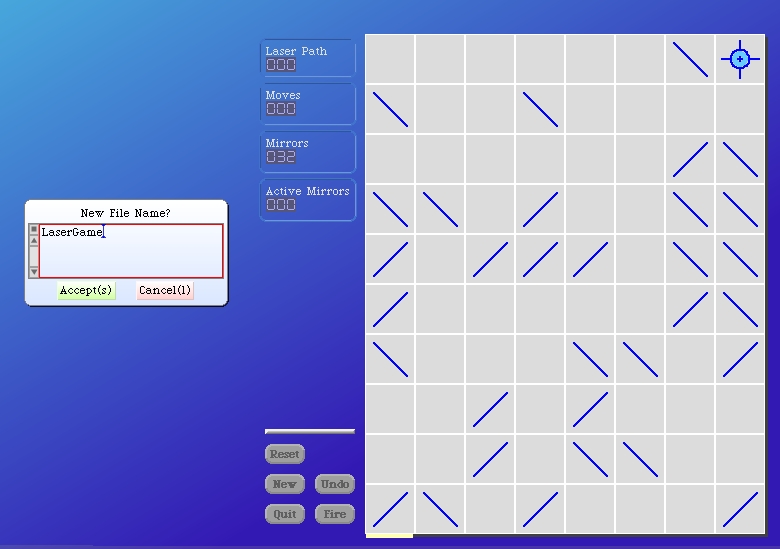 Laser Path
000
Moves
000
Mirrors
032
Active Mirrors
000
New File Name?
LaserGame
Accept(s)
Cancel(l)
Reset
New
Undo
Quit
Fire